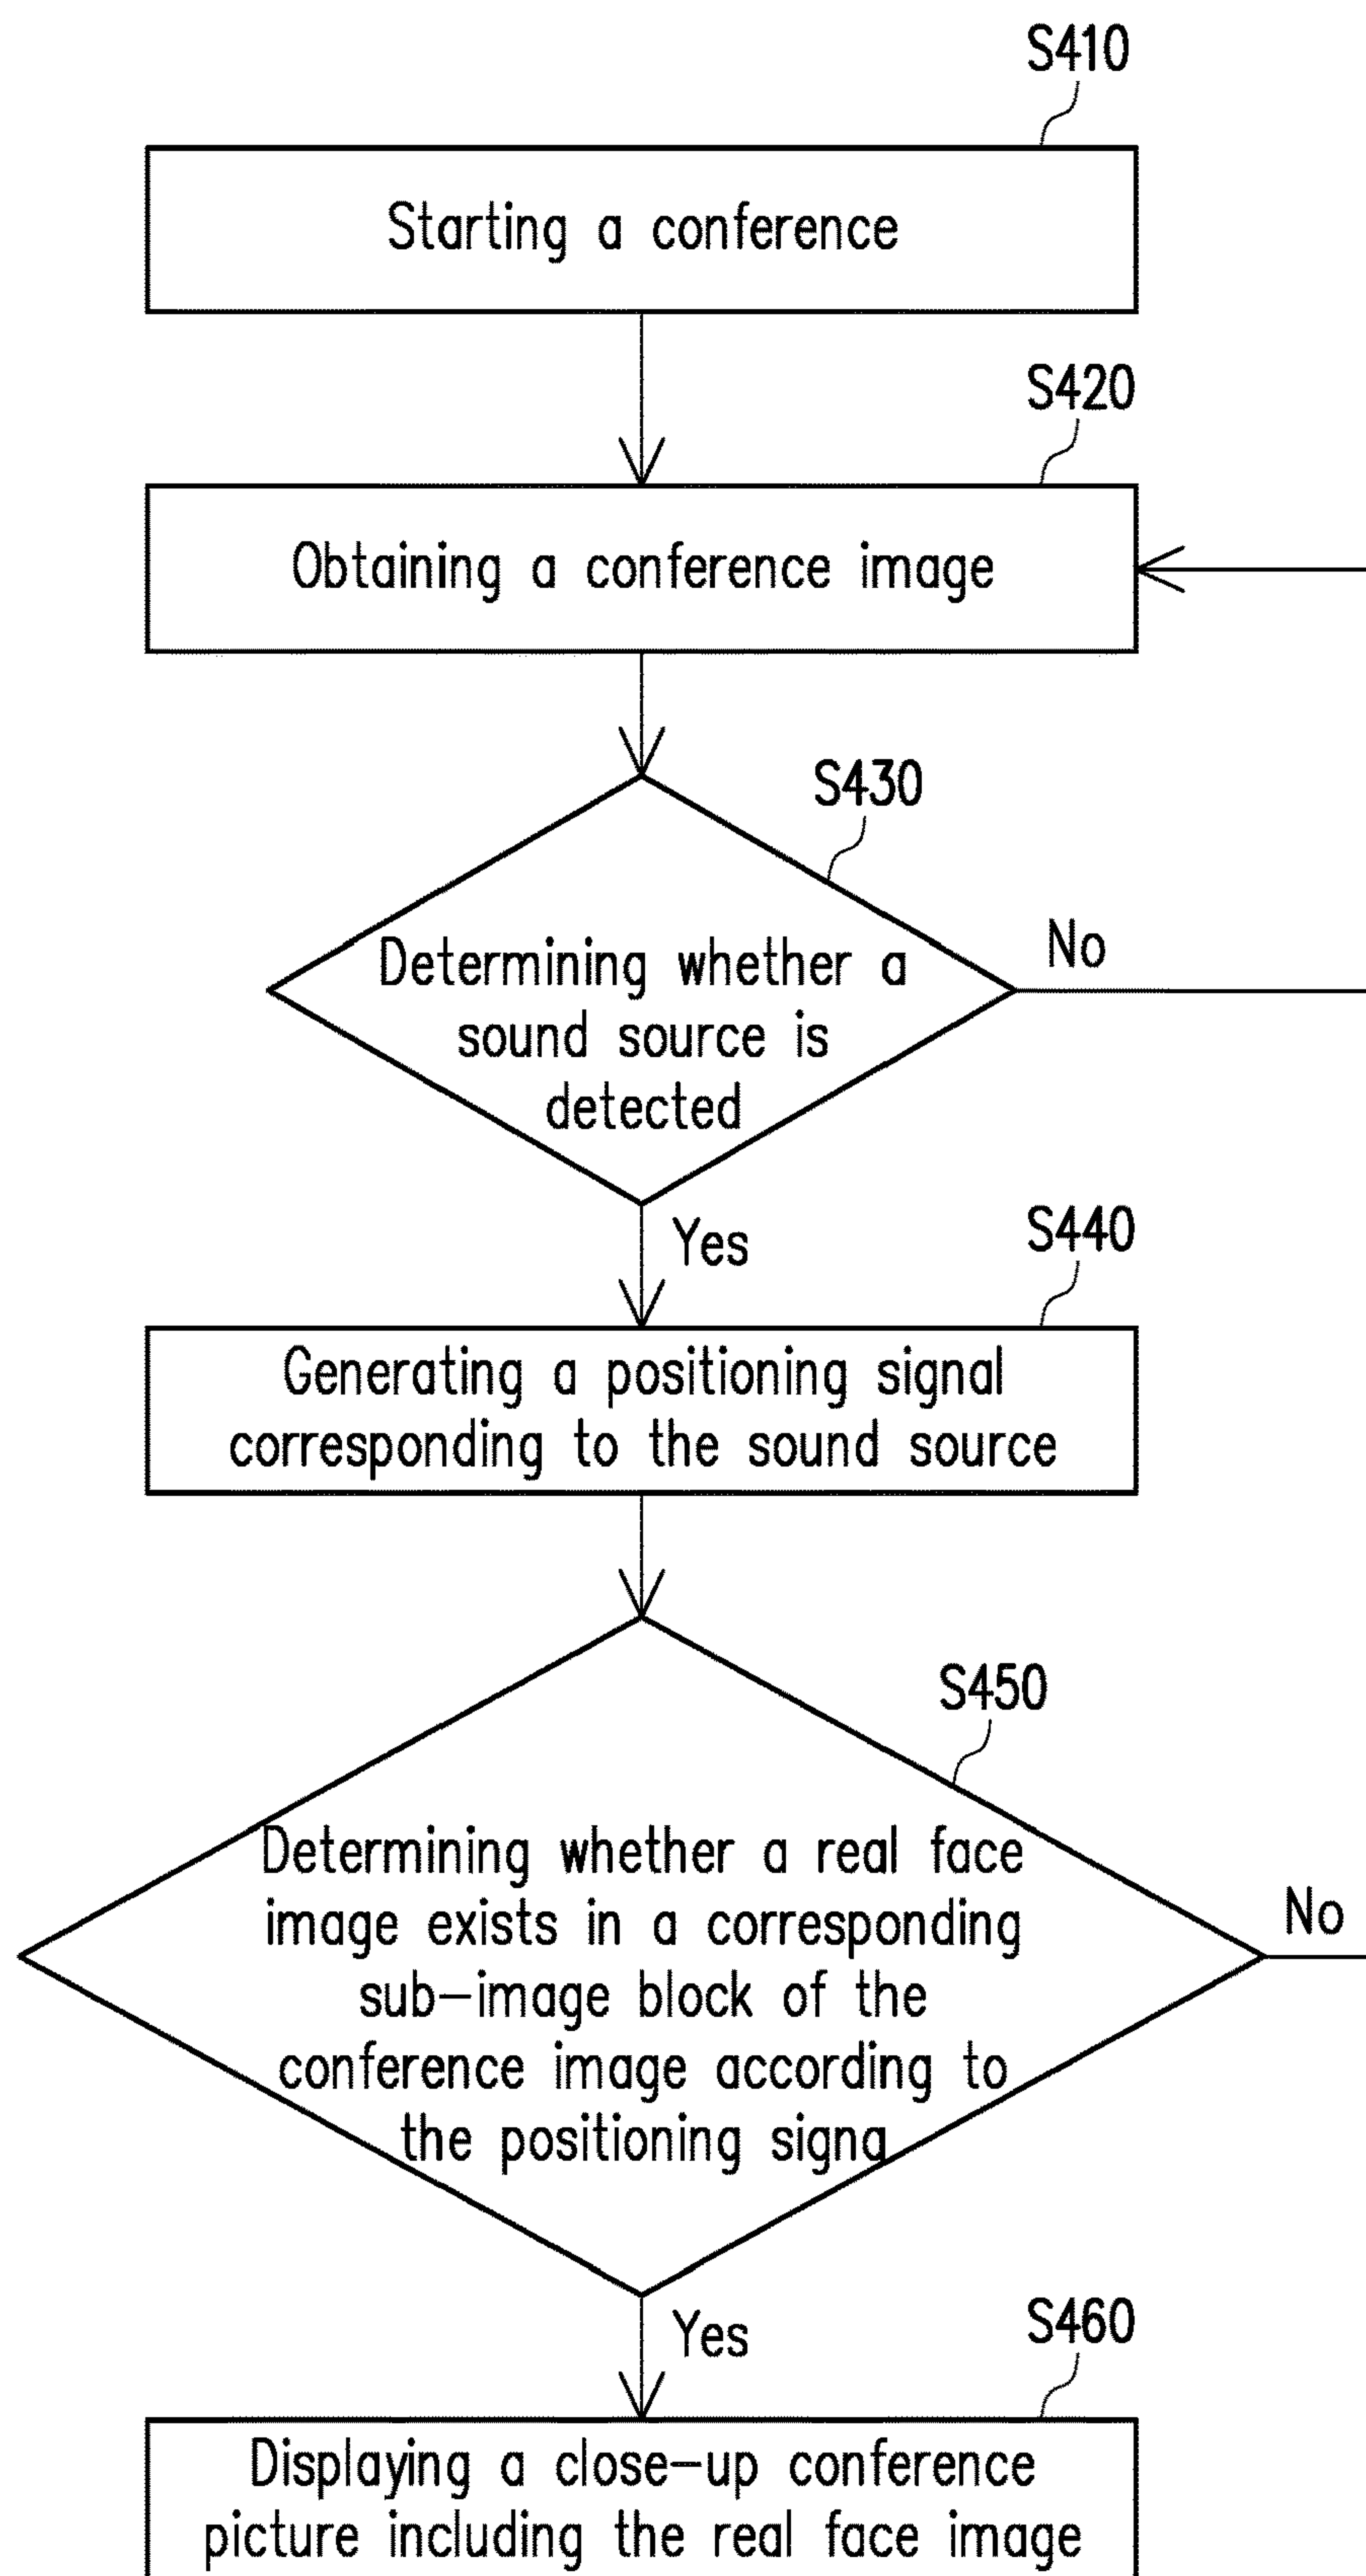 S410
Starting a conference
S420
Obtaining a conference image
S430
Determining whether a
sound source is
detected
No
Yes
S440
Generating a positioning signal
corresponding to the sound source
S450
Determining whether a real face
image exists in a corresponding
sub-image block of the
conference image according to
the positioning signa
No
Yes
S460
Displaying a close-up conference
picture including the real face image